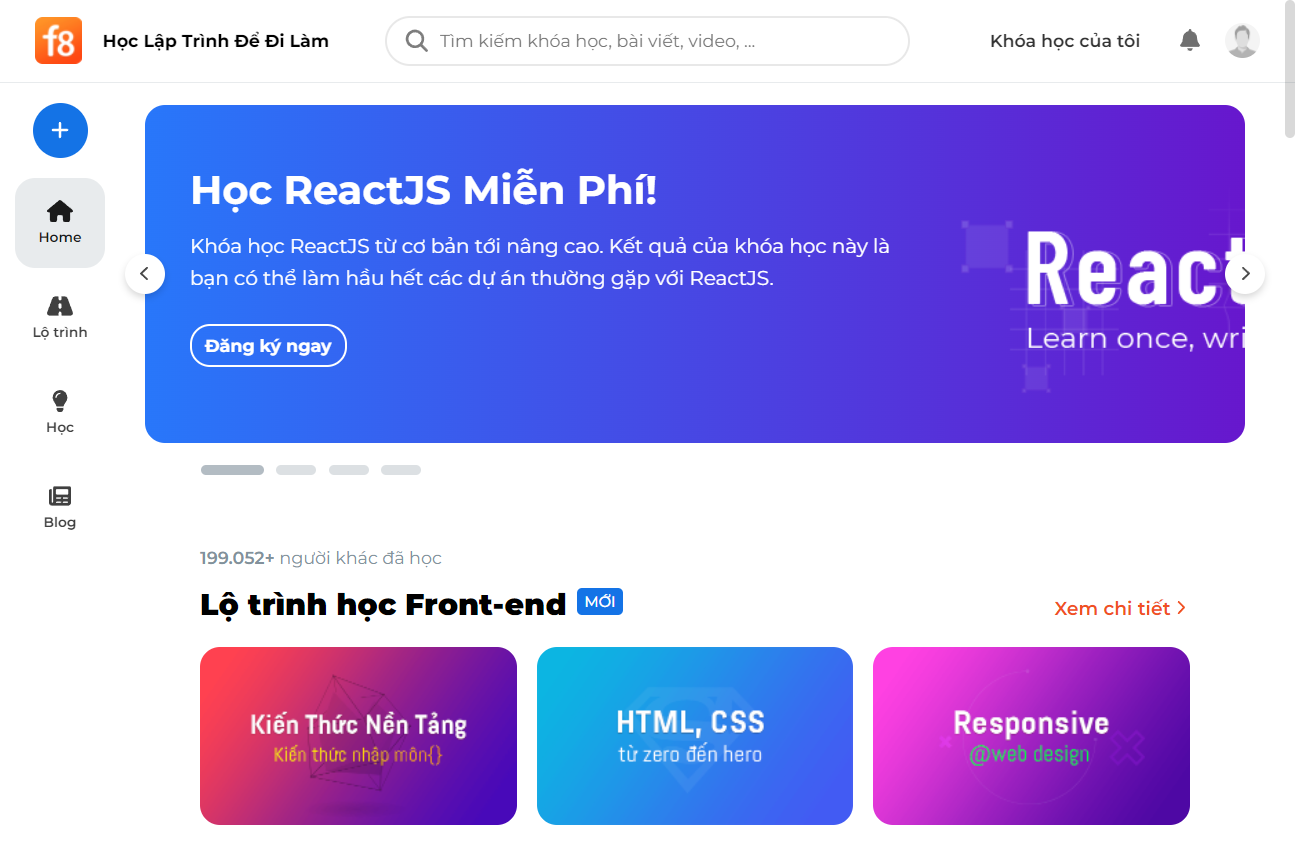 f8 Học Lập Trình Để Đi Làm
Tìm kiếm khóa học, bài viết, video, ...
Khóa học của tôi
Home
Lộ trình
Học
Blog
Học ReactJS Miễn Phí!
Khóa học ReactJS từ cơ bản tới nâng cao. Kết quả của khóa học này là
bạn có thể làm hầu hết các dự án thường gặp với ReactJS.
Đăng ký ngay
React
Learn once, wri
199.052+ người khác đã học
Lộ trình học Front-end MỚI
Xem chi tiết
Kiến Thức Nền Tảng
Kiến thức nhập môn{}
HTML, CSS
từ zero đến hero
Responsive
@web design